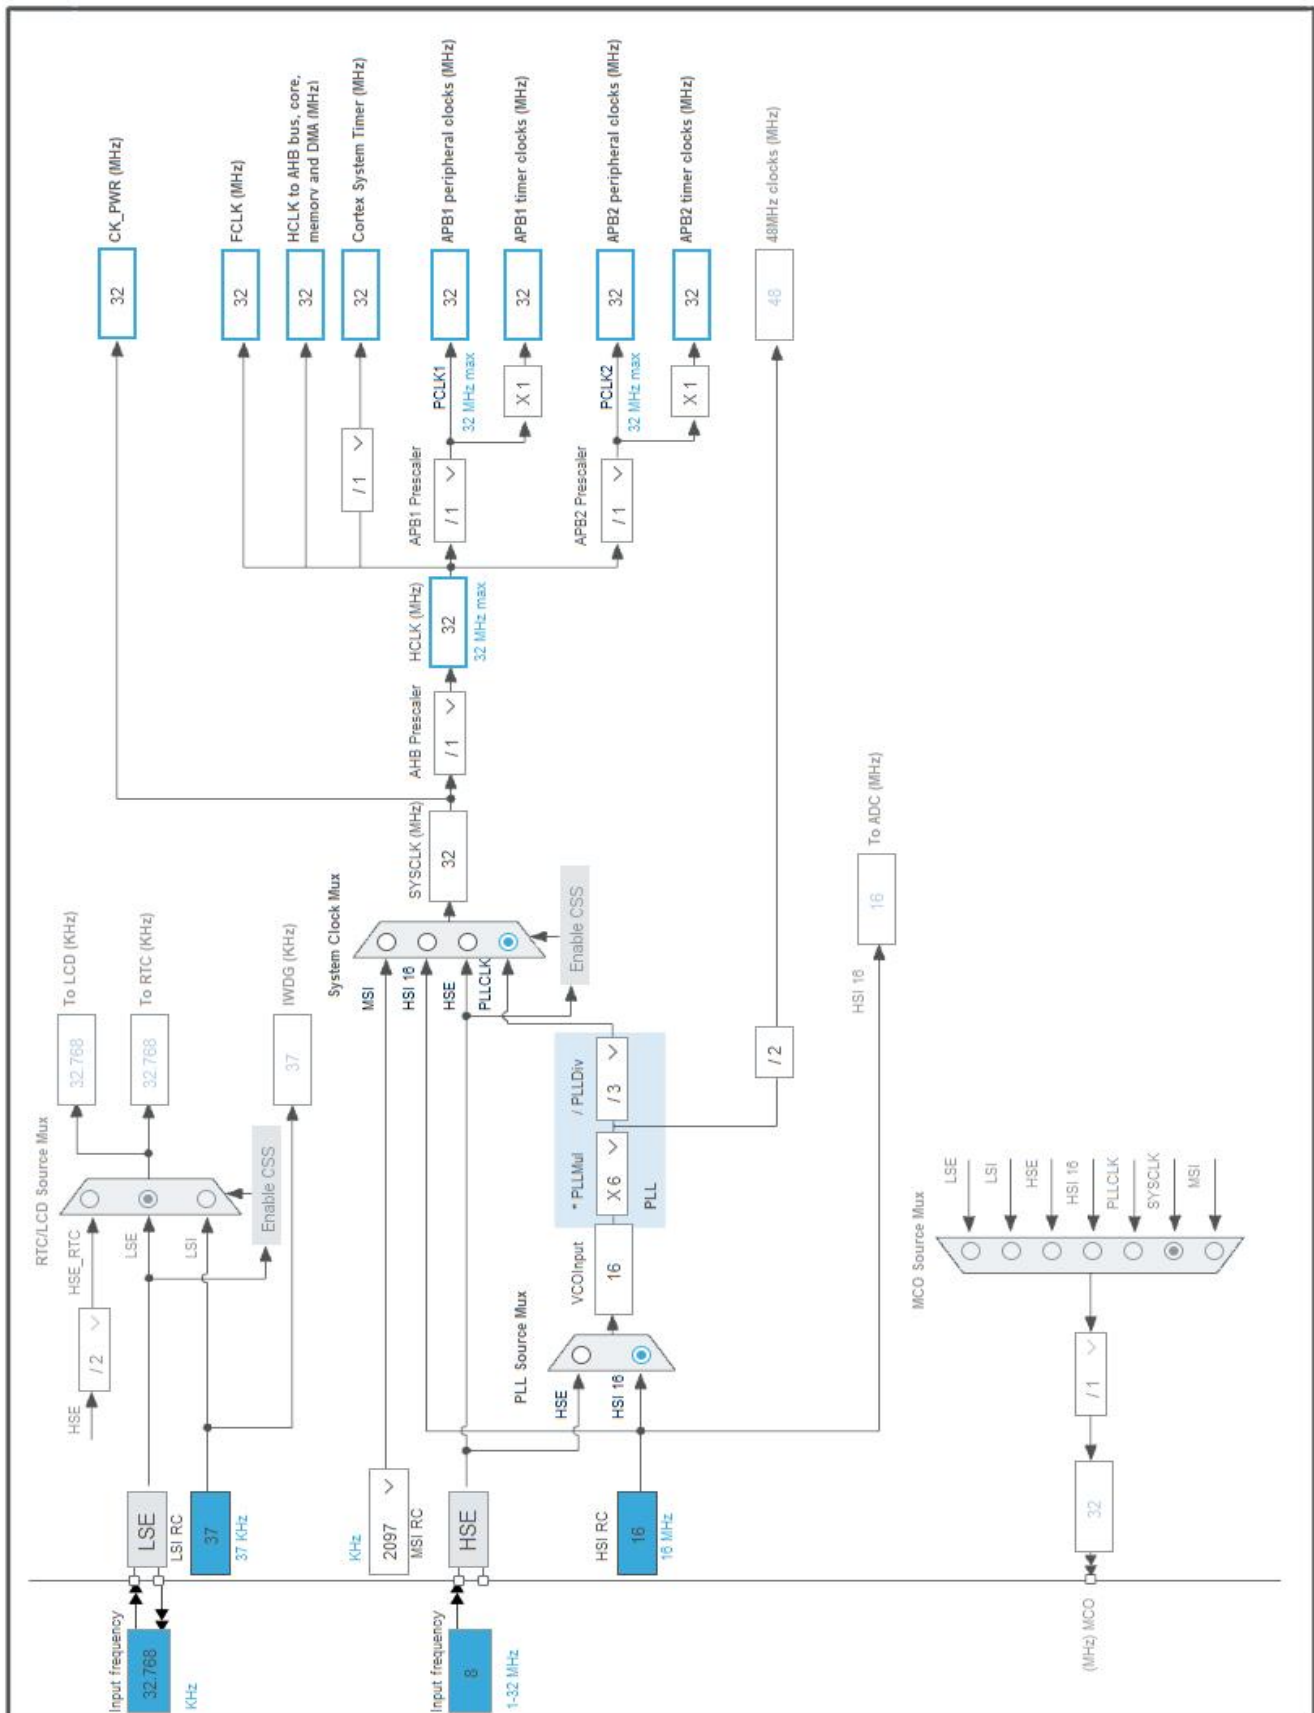 RTC/LCD Source Mux
HSE
/ 2
HSE_RTC
32.768
To LCD (KHz)
Input frequency
32.768
KHz
LSE
LSE
32.768
To RTC (KHz)
LSI RC
37
37 KHz
LSI
Enable CSS
37
IWDG (KHz)
32
CK_PWR (MHz)
System Clock Mux
KHz
2097
MSI RC
MSI
HSI 16
HSE
PLLCLK
Enable CSS
SYSCLK (MHz)
32
AHB Prescaler
/ 1
HCLK (MHz)
32
32 MHz max
32
FCLK (MHz)
32
HCLK to AHB bus, core,
memory and DMA (MHz)
/ 1
32
Cortex System Timer (MHz)
APB1 Prescaler
/ 1
PCLK1
32 MHz max
32
APB1 peripheral clocks (MHz)
X 1
32
APB1 timer clocks (MHz)
APB2 Prescaler
/ 1
PCLK2
32 MHz max
32
APB2 peripheral clocks (MHz)
X 1
32
APB2 timer clocks (MHz)
Input frequency
8
1-32 MHz
HSE
PLL Source Mux
HSE
HSI 16
HSI RC
16
16 MHz
VCOInput
16
* PLLMul
X 6
/ PLLDiv
/ 3
PLL
/ 2
48
48MHz clocks (MHz)
HSI 16
16
To ADC (MHz)
MCO Source Mux
(MHz) MCO
32
/ 1
LSE
LSI
HSE
HSI 16
PLLCLK
SYSCLK
MSI